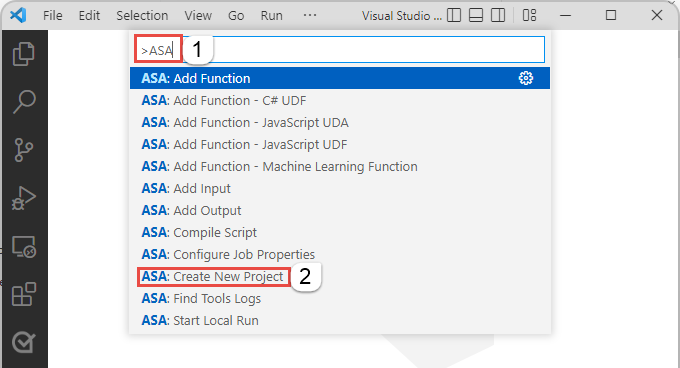 File Edit Selection View Go Run ··· Visual Studio ...
>ASA 1
ASA: Add Function
ASA: Add Function - C# UDF
ASA: Add Function - JavaScript UDA
ASA: Add Function - JavaScript UDF
ASA: Add Function - Machine Learning Function
ASA: Add Input
ASA: Add Output
ASA: Compile Script
ASA: Configure Job Properties
ASA: Create New Project 2
ASA: Find Tools Logs
ASA: Start Local Run